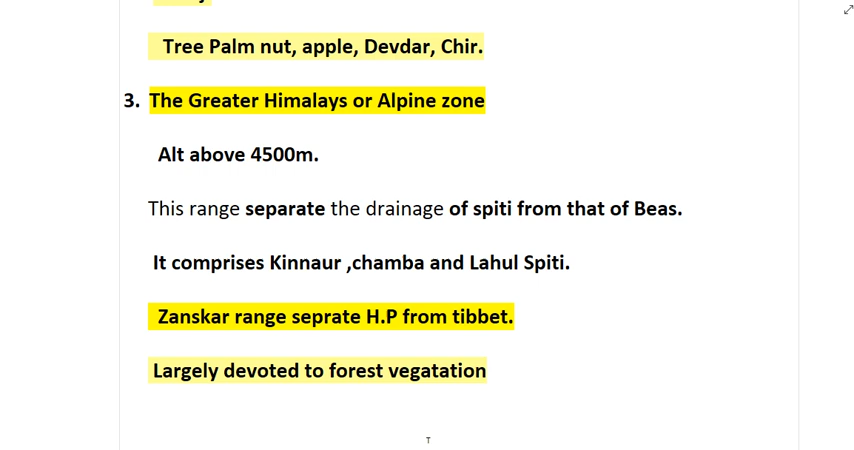 Tree Palm nut, apple, Devdar, Chir.
3. The Greater Himalays or Alpine zone
Alt above 4500m.
This range separate the drainage of spiti from that of Beas.
It comprises Kinnaur ,chamba and Lahul Spiti.
Zanskar range seprate H.P from tibbet.
Largely devoted to forest vegatation